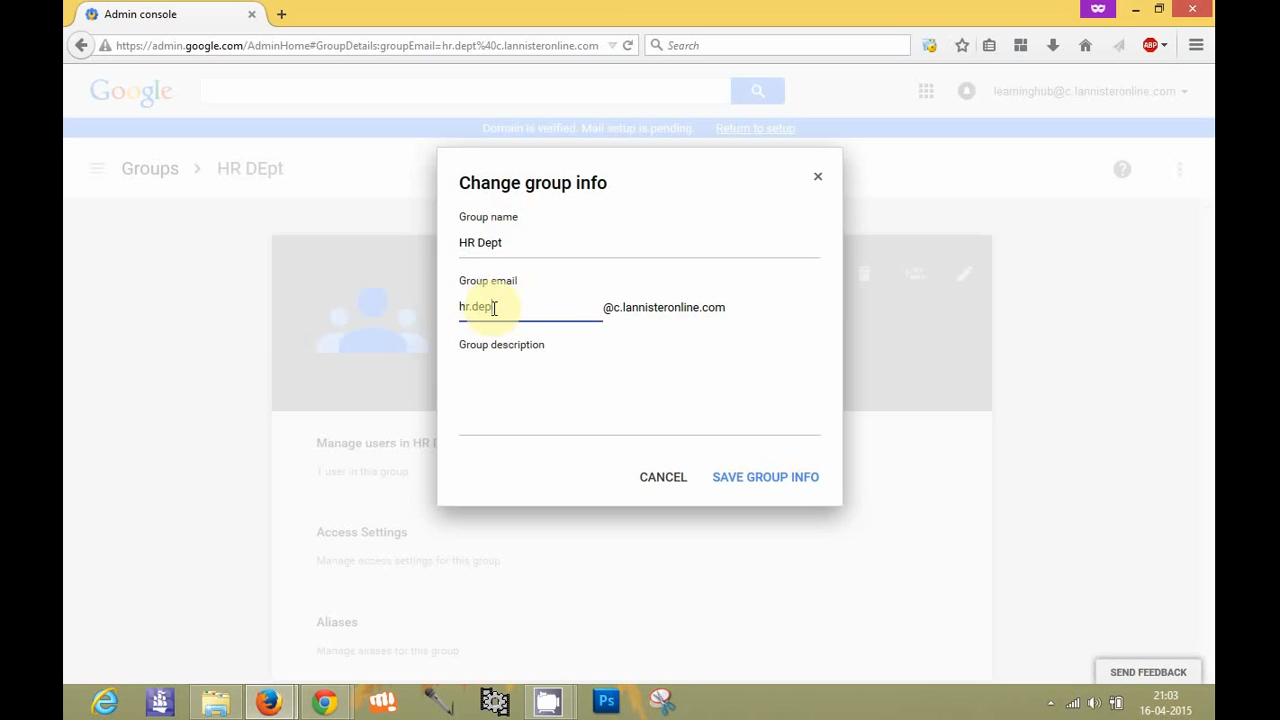 Admin console
https://admin.google.com/AdminHome#GroupDetails:groupEmail=hr.dept%40c.lannisteronline.com
Search
ABP
Google
learninghub@c.lannisteronline.com
Domain is verified. Mail setup is pending. Return to setup
Groups > HR DEpt
Change group info
Group name
HR Dept
Group email
hr.dept
@c.lannisteronline.com
Group description
CANCEL
SAVE GROUP INFO
Manage users in HR D
1 user in this group
Access Settings
Manage access settings for this group
Aliases
Manage aliases for this group
SEND FEEDBACK
Ps
21:03
16-04-2015